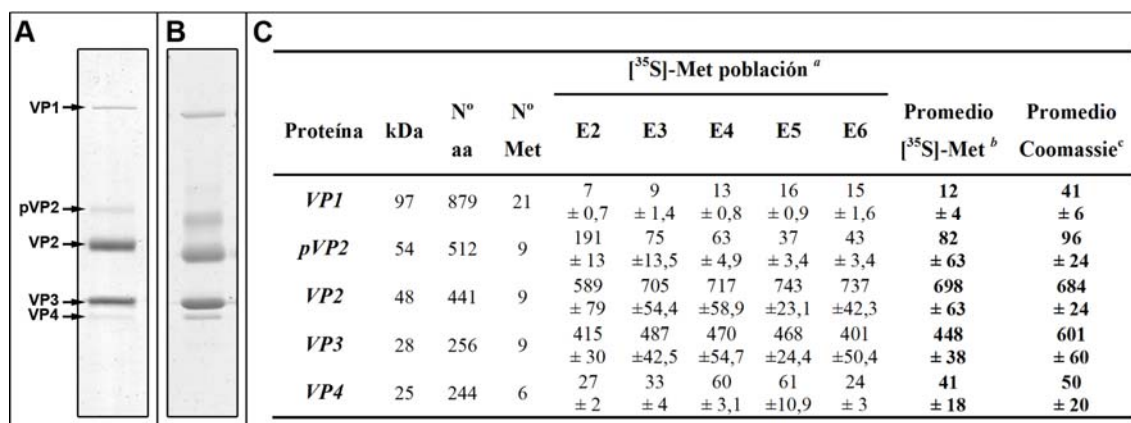 A
B
C
VP1
pVP2
VP2
VP3
VP4
[³⁵S]-Met población ᵃ
Proteína kDa Nº aa Nº Met E2 E3 E4 E5 E6 Promedio [³⁵S]-Met ᵇ Promedio Coomassieᶜ
VP1 97 879 21 7 9 13 16 15 12 41
± 0,7 ± 1,4 ± 0,8 ± 0,9 ± 1,6 ± 4 ± 6
pVP2 54 512 9 191 75 63 37 43 82 96
± 13 ±13,5 ± 4,9 ± 3,4 ± 3,4 ± 63 ± 24
VP2 48 441 9 589 705 717 743 737 698 684
± 79 ±54,4 ± 58,9 ±23,1 ±42,3 ± 63 ± 24
VP3 28 256 9 415 487 470 468 401 448 601
± 30 ±42,5 ±54,7 ±24,4 ±50,4 ± 38 ± 60
VP4 25 244 6 27 33 60 61 24 41 50
± 2 ± 4 ± 3,1 ±10,9 ± 3 ± 18 ± 20